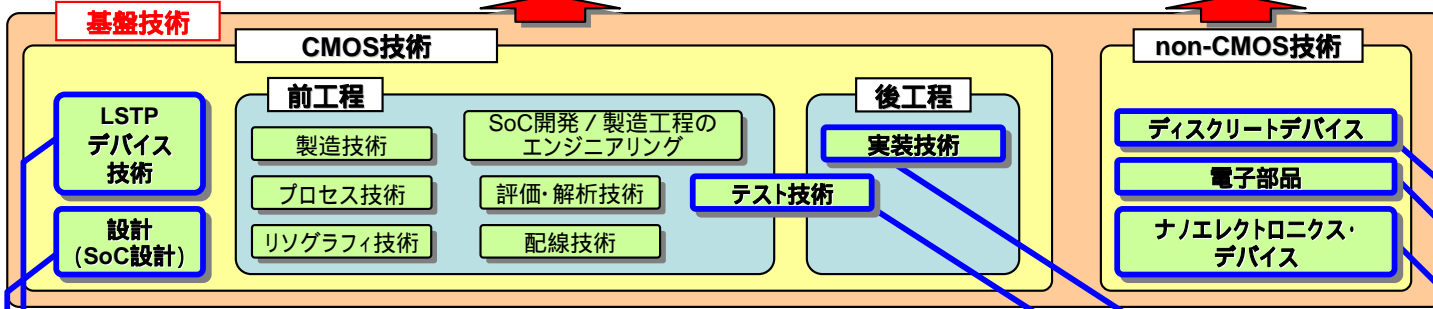 基盤技術
CMOS技術
non-CMOS技術
LSTP
デバイス
技術
設計
(SoC設計)
前工程
製造技術
SoC開発 / 製造工程の
エンジニアリング
プロセス技術
評価・解析技術
リソグラフィ技術
配線技術
テスト技術
後工程
実装技術
ディスクリートデバイス
電子部品
ナノエレクトロニクス・
デバイス